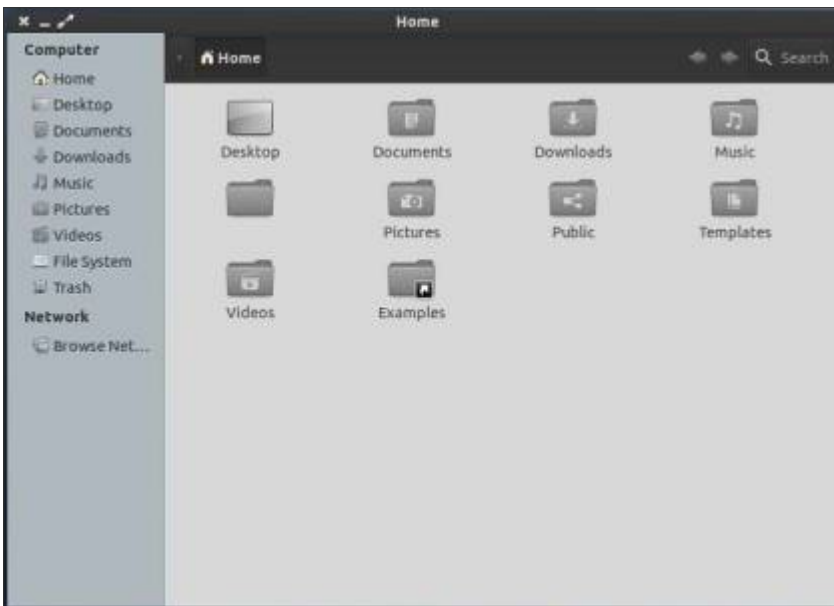 Home
Computer
Home
Desktop
Documents
Downloads
Music
Pictures
Videos
File System
Trash
Network
Browse Net...
Home
Search
Desktop
Documents
Downloads
Music
Pictures
Public
Templates
Videos
Examples